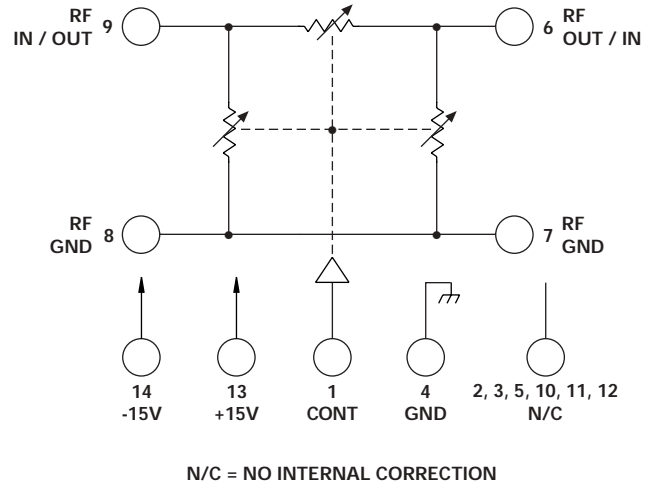 RF
IN / OUT
9
6
RF
OUT / IN
RF
GND
8
7
RF
GND
14
-15V
13
+15V
1
CONT
4
GND
2, 3, 5, 10, 11, 12
N/C
N/C = NO INTERNAL CORRECTION